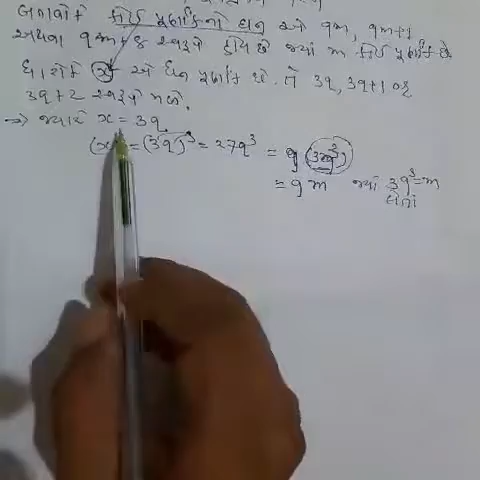 બતાવો કે કોઈ પૂર્ણાંકનો ઘન એ 9m, 9m+1
અથવા 9m+8 સ્વરૂપે હોય છે જ્યાં m કોઈ પૂર્ણાંક છે.
ધારો કે x એ ધન પૂર્ણાંક છે. તે 3q, 3q+1 or
3q+2 સ્વરૂપે મળે.
⇒ જ્યારે x = 3q
= (3q)³ = 27q³ = 9(3q³)
= 9m જ્યાં 3q³=m
લેતાં